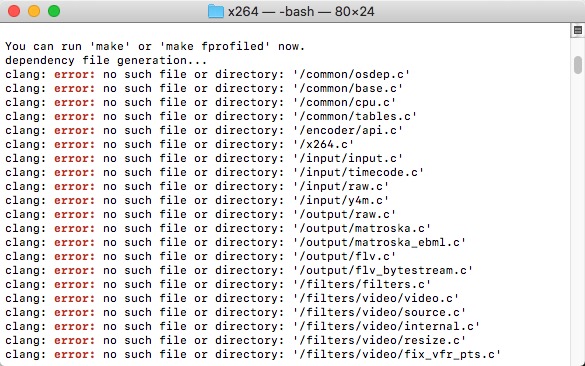 x264 — -bash — 80×24
You can run 'make' or 'make fprofiled' now.
dependency file generation...
clang: error: no such file or directory: '/common/osdep.c'
clang: error: no such file or directory: '/common/base.c'
clang: error: no such file or directory: '/common/cpu.c'
clang: error: no such file or directory: '/common/tables.c'
clang: error: no such file or directory: '/encoder/api.c'
clang: error: no such file or directory: '/x264.c'
clang: error: no such file or directory: '/input/input.c'
clang: error: no such file or directory: '/input/timecode.c'
clang: error: no such file or directory: '/input/raw.c'
clang: error: no such file or directory: '/input/y4m.c'
clang: error: no such file or directory: '/output/raw.c'
clang: error: no such file or directory: '/output/matroska.c'
clang: error: no such file or directory: '/output/matroska_ebml.c'
clang: error: no such file or directory: '/output/flv.c'
clang: error: no such file or directory: '/output/flv_bytestream.c'
clang: error: no such file or directory: '/filters/filters.c'
clang: error: no such file or directory: '/filters/video/video.c'
clang: error: no such file or directory: '/filters/video/source.c'
clang: error: no such file or directory: '/filters/video/internal.c'
clang: error: no such file or directory: '/filters/video/resize.c'
clang: error: no such file or directory: '/filters/video/fix_vfr_pts.c'